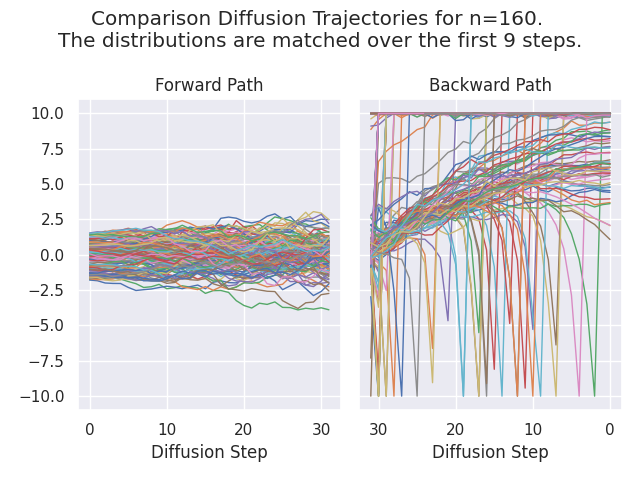 Comparison Diffusion Trajectories for n=160.
The distributions are matched over the first 9 steps.
Forward Path
Backward Path
10.0
7.5
5.0
2.5
0.0
−2.5
−5.0
−7.5
−10.0
0
10
20
30
30
20
10
0
Diffusion Step
Diffusion Step